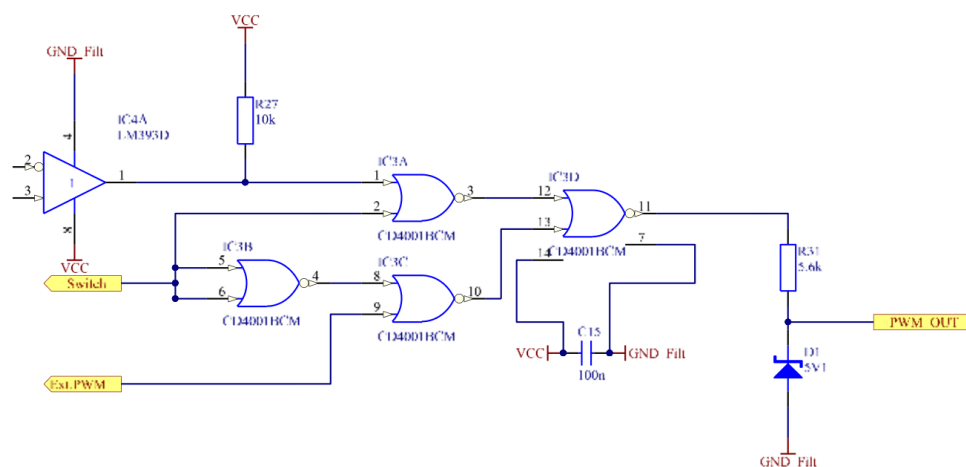 VCC
GND_Filt
R27
10k
IC4A
LM393D
4
2
3
1
1
8
VCC
IC3A
1
2
3
CD4001BCM
IC3D
12
13
11
CD4001BCM
14
7
IC3B
5
6
4
CD4001BCM
IC3C
8
9
10
CD4001BCM
Switch
Ext.PWM
VCC
C15
100n
GND_Filt
R31
5.6k
PWM_OUT
D1
5V1
GND_Filt